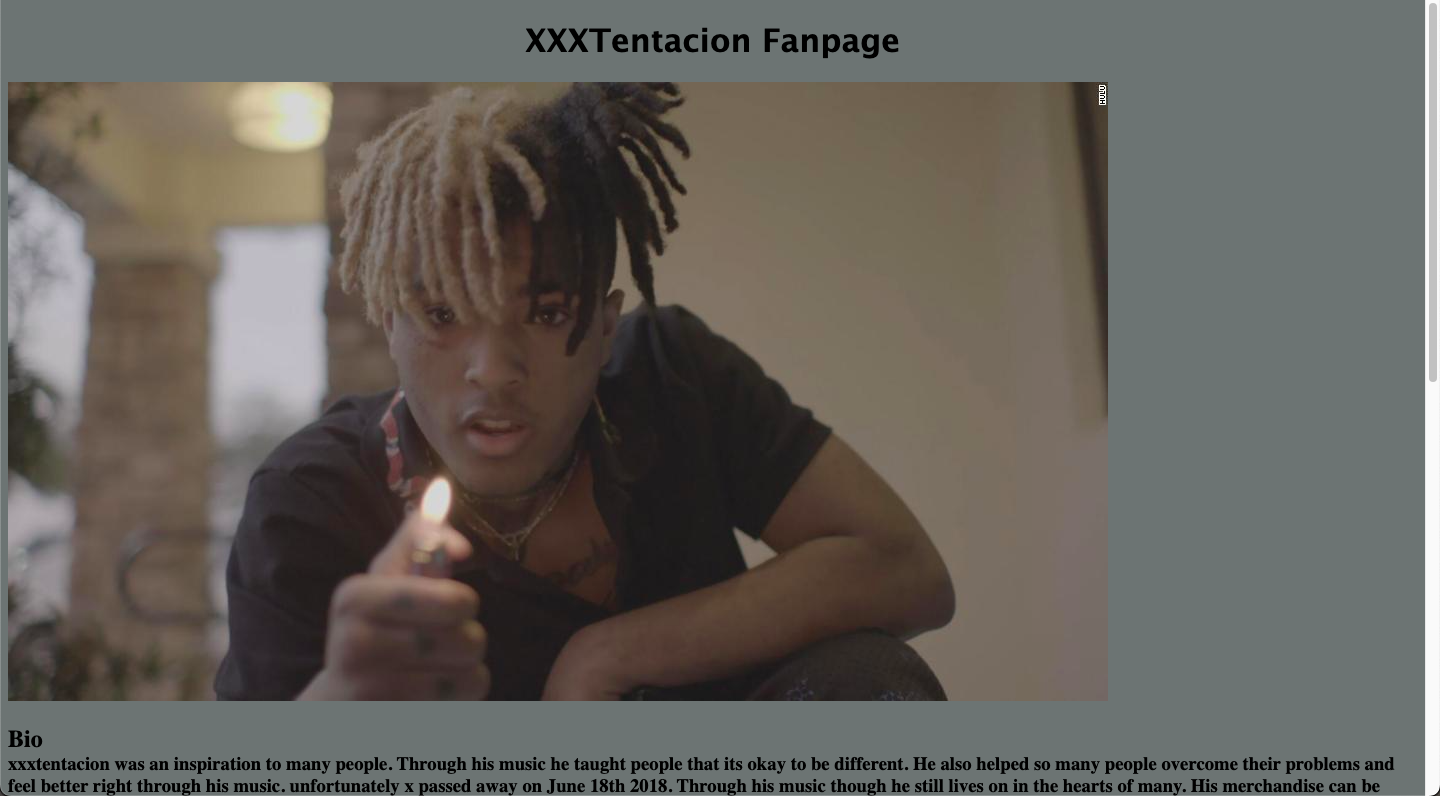 XXXTentacion Fanpage
HULU
Bio
xxxtentacion was an inspiration to many people. Through his music he taught people that its okay to be different. He also helped so many people overcome their problems and
feel better right through his music. unfortunately x passed away on June 18th 2018. Through his music though he still lives on in the hearts of many. His merchandise can be